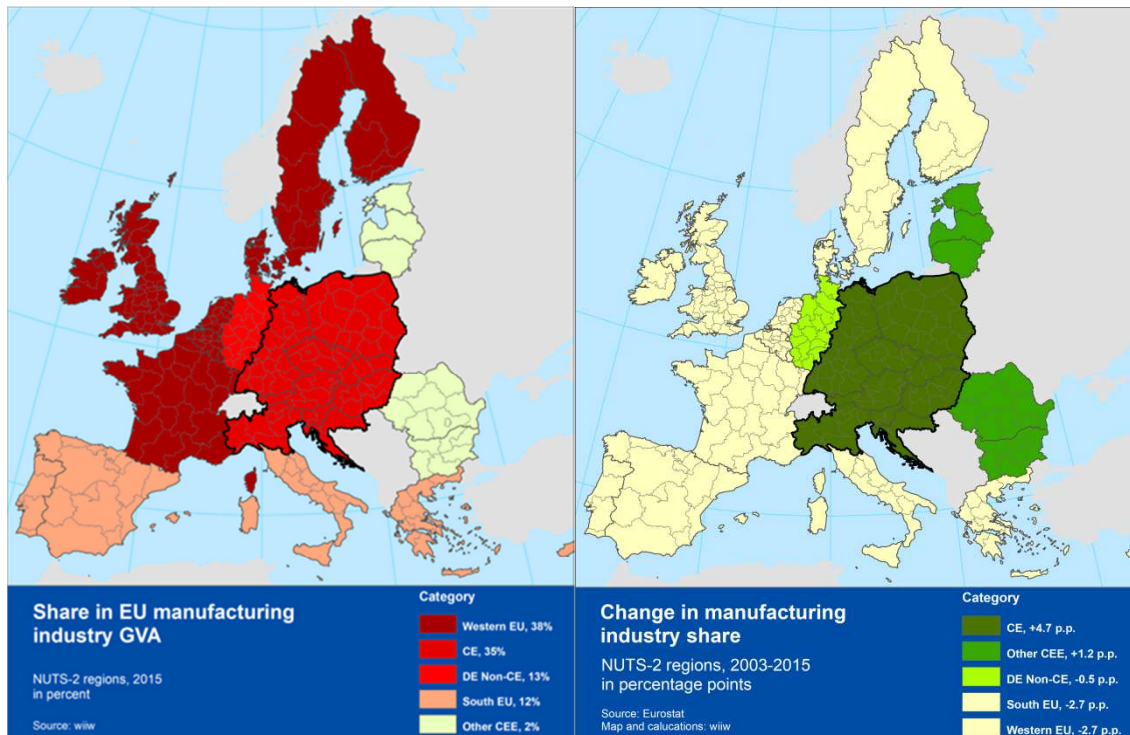 Share in EU manufacturing
industry GVA
NUTS-2 regions, 2015
in percent
Source: wiiw
Category
Western EU, 38%
CE, 35%
DE Non-CE, 13%
South EU, 12%
Other CEE, 2%
Change in manufacturing
industry share
NUTS-2 regions, 2003-2015
in percentage points
Source: Eurostat
Map and calucations: wiiw
Category
CE, +4.7 p.p.
Other CEE, +1.2 p.p.
DE Non-CE, -0.5 p.p.
South EU, -2.7 p.p.
Western EU, -2.7 p.p.